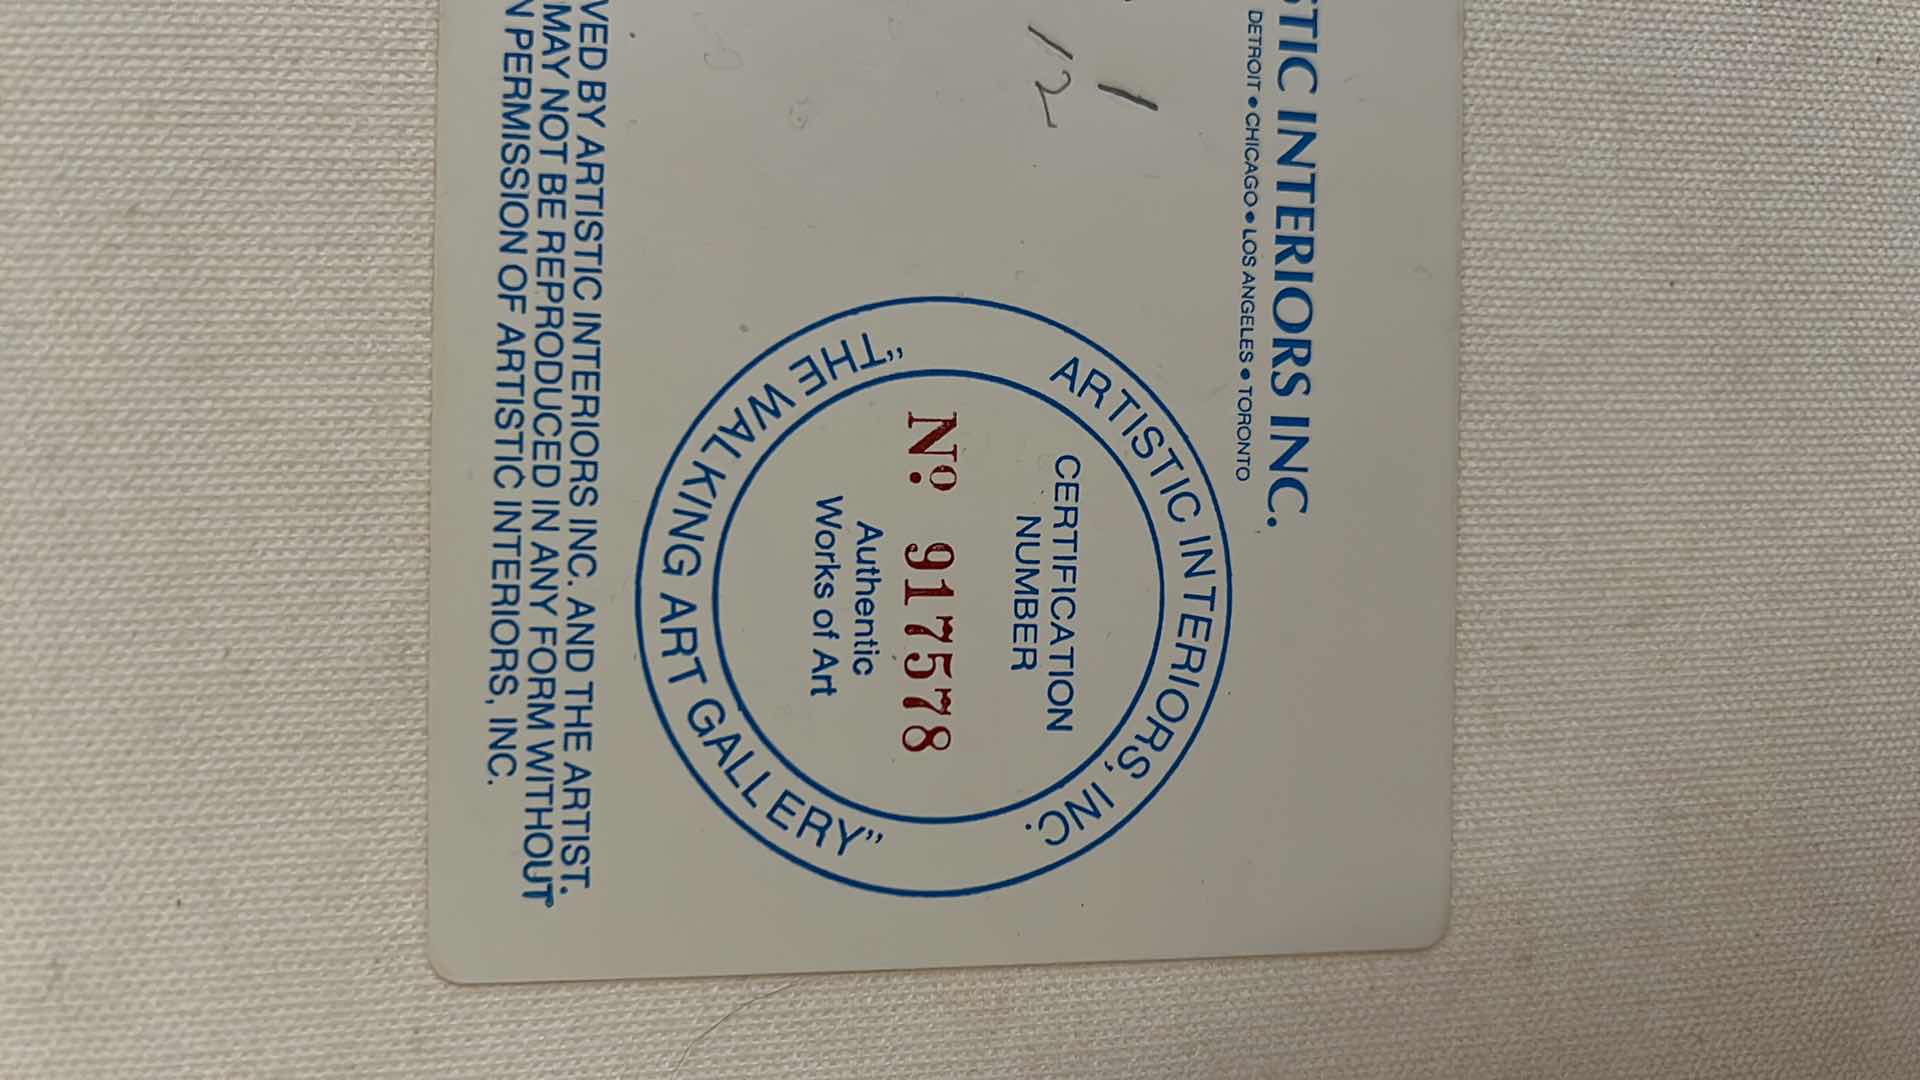 STIC INTERIORS INC.
DETROIT • CHICAGO • LOS ANGELES • TORONTO
1
12
ARTISTIC INTERIORS, INC.
CERTIFICATION
NUMBER
Nº 917578
Authentic
Works of Art
"THE WALKING ART GALLERY"
VED BY ARTISTIC INTERIORS INC. AND THE ARTIST.
MAY NOT BE REPRODUCED IN ANY FORM WITHOUT
N PERMISSION OF ARTISTIC INTERIORS, INC.